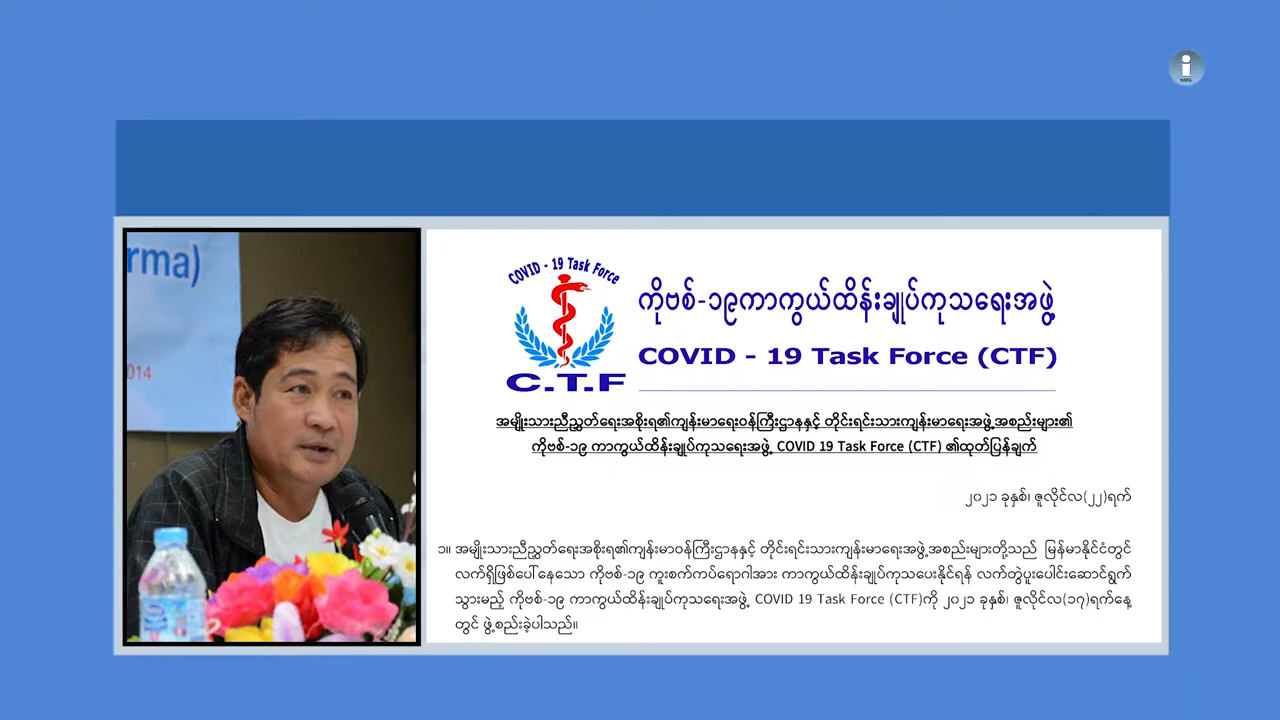 rma)
014
COVID - 19 Task Force
C.T.F
ကိုဗစ်-၁၉ကာကွယ်ထိန်းချုပ်ကုသရေးအဖွဲ့
COVID - 19 Task Force (CTF)
အမျိုးသားညီညွတ်ရေးအစိုးရ၏ကျန်းမာရေးဝန်ကြီးဌာနနှင့် တိုင်းရင်းသားကျန်းမာရေးအဖွဲ့အစည်းများ၏
ကိုဗစ်-၁၉ ကာကွယ်ထိန်းချုပ်ကုသရေးအဖွဲ့ COVID 19 Task Force (CTF) ၏ထုတ်ပြန်ချက်
၂၀၂၁ ခုနှစ်၊ ဇူလိုင်လ(၂၂)ရက်
၁။ အမျိုးသားညီညွတ်ရေးအစိုးရ၏ကျန်းမာဝန်ကြီးဌာနနှင့် တိုင်းရင်းသားကျန်းမာရေးအဖွဲ့အစည်းများတို့သည် မြန်မာနိုင်ငံတွင်
လက်ရှိဖြစ်ပေါ်နေသော ကိုဗစ်-၁၉ ကူးစက်ကပ်ရောဂါအား ကာကွယ်ထိန်းချုပ်ကုသပေးနိုင်ရန် လက်တွဲပူးပေါင်းဆောင်ရွက်
သွားမည့် ကိုဗစ်-၁၉ ကာကွယ်ထိန်းချုပ်ကုသရေးအဖွဲ့ COVID 19 Task Force (CTF)ကို ၂၀၂၁ ခုနှစ်၊ ဇူလိုင်လ(၁၇)ရက်နေ့
တွင် ဖွဲ့စည်းခဲ့ပါသည်။